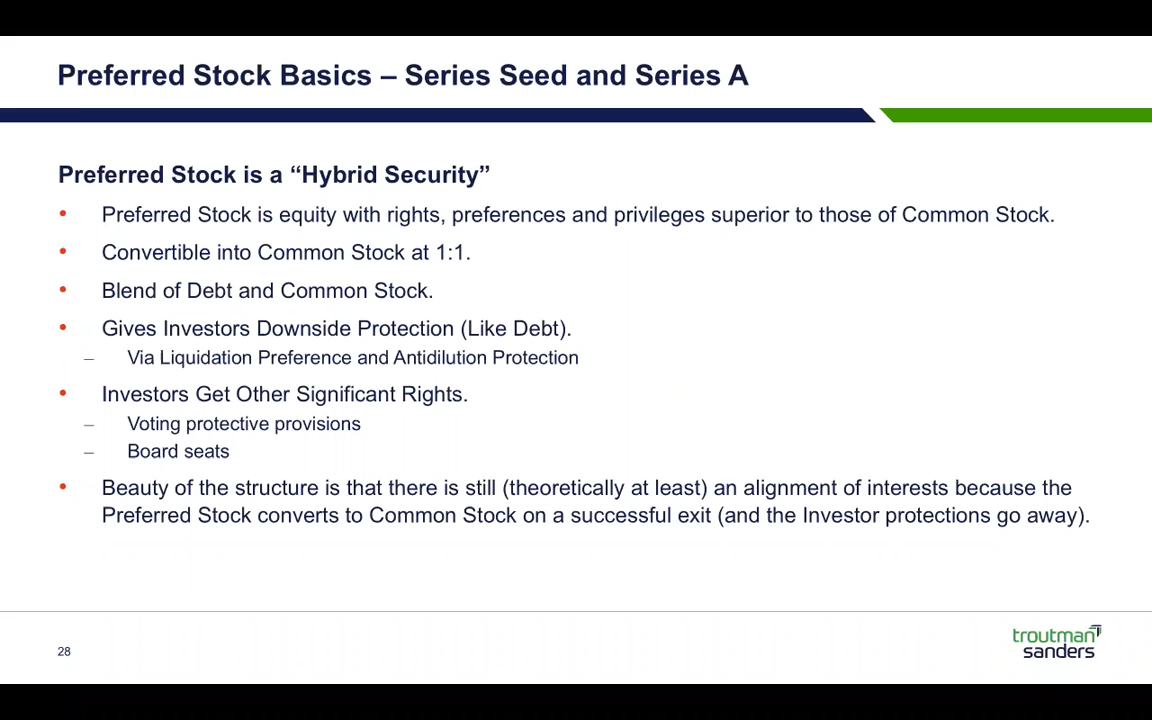 Preferred Stock Basics – Series Seed and Series A
Preferred Stock is a “Hybrid Security”
• Preferred Stock is equity with rights, preferences and privileges superior to those of Common Stock.
• Convertible into Common Stock at 1:1.
• Blend of Debt and Common Stock.
• Gives Investors Downside Protection (Like Debt).
– Via Liquidation Preference and Antidilution Protection
• Investors Get Other Significant Rights.
– Voting protective provisions
– Board seats
• Beauty of the structure is that there is still (theoretically at least) an alignment of interests because the
Preferred Stock converts to Common Stock on a successful exit (and the Investor protections go away).
28
troutman
sanders